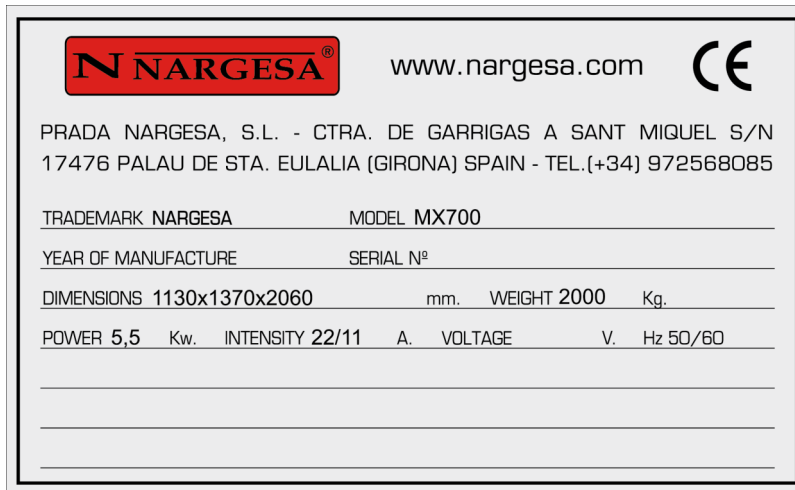 N NARGESA® www.nargesa.com CE
PRADA NARGESA, S.L. - CTRA. DE GARRIGAS A SANT MIQUEL S/N
17476 PALAU DE STA. EULALIA (GIRONA) SPAIN - TEL.(+34) 972568085
TRADEMARK NARGESA MODEL MX700
YEAR OF MANUFACTURE SERIAL Nº
DIMENSIONS 1130x1370x2060 mm. WEIGHT 2000 Kg.
POWER 5,5 Kw. INTENSITY 22/11 A. VOLTAGE V. Hz 50/60